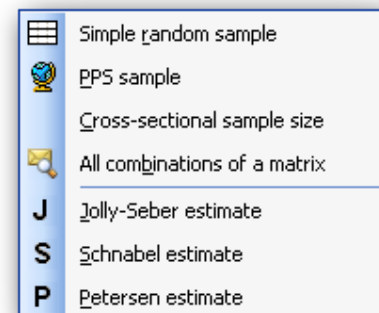 Simple random sample
PPS sample
Cross-sectional sample size
All combinations of a matrix
J Jolly-Seber estimate
S Schnabel estimate
P Petersen estimate